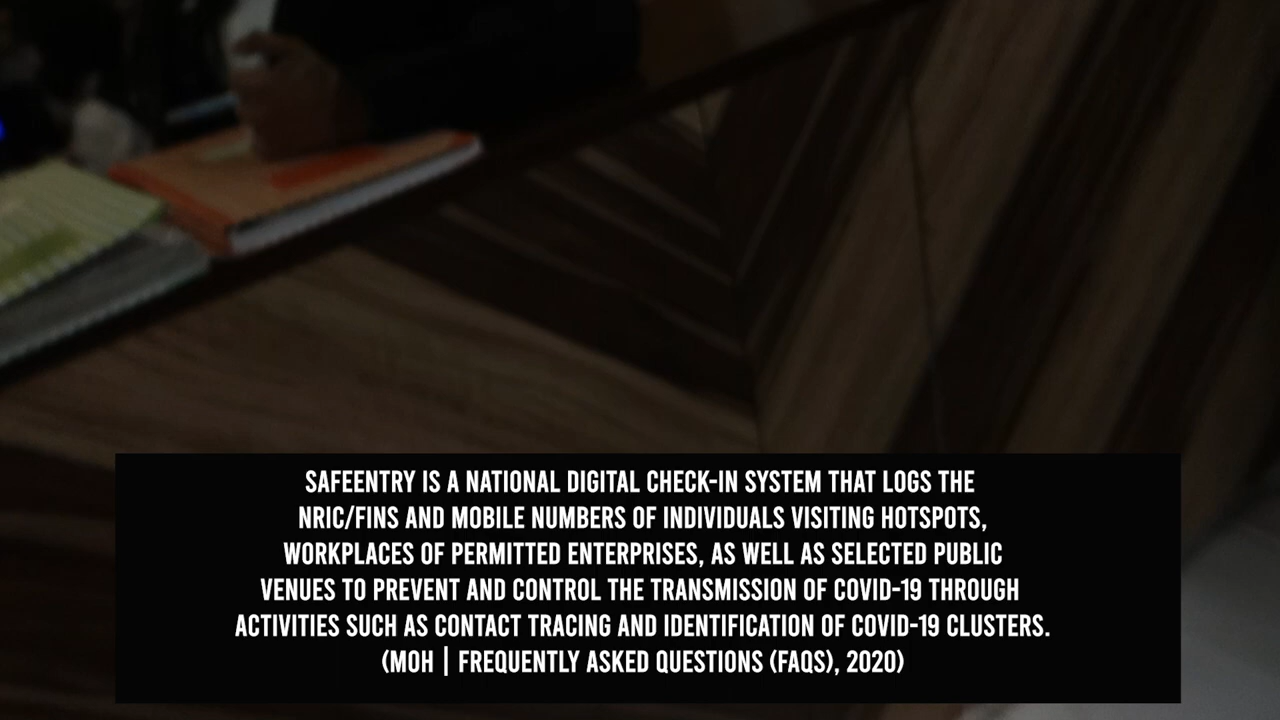 SAFEENTRY IS A NATIONAL DIGITAL CHECK-IN SYSTEM THAT LOGS THE
NRIC/FINS AND MOBILE NUMBERS OF INDIVIDUALS VISITING HOTSPOTS,
WORKPLACES OF PERMITTED ENTERPRISES, AS WELL AS SELECTED PUBLIC
VENUES TO PREVENT AND CONTROL THE TRANSMISSION OF COVID-19 THROUGH
ACTIVITIES SUCH AS CONTACT TRACING AND IDENTIFICATION OF COVID-19 CLUSTERS.
(MOH | FREQUENTLY ASKED QUESTIONS (FAQS), 2020)